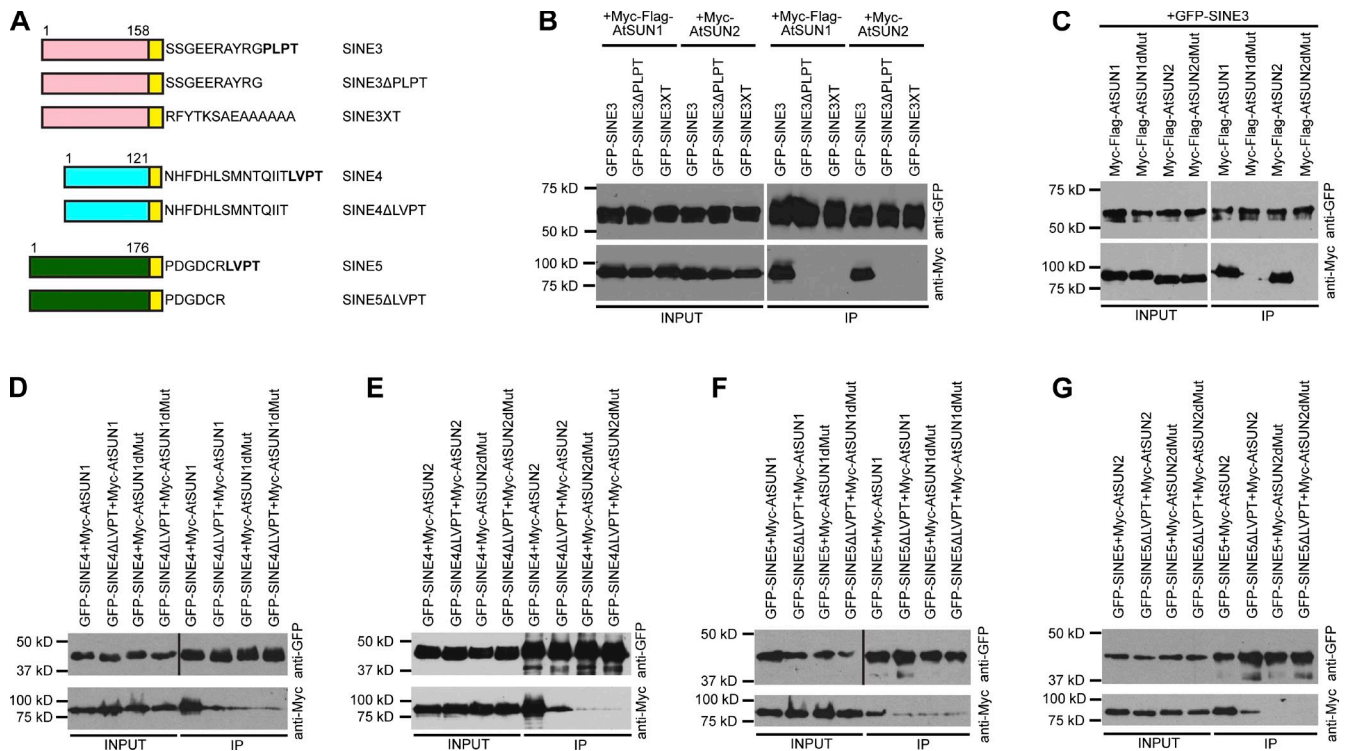 A
1 158
SSGEERAYRGPLPT SINE3
SSGEERAYRG SINE3ΔPLPT
RFYTKSAEAAAAAA SINE3XT
1 121
NHFDHLSMNTQIITLVPT SINE4
NHFDHLSMNTQIIT SINE4ΔLVPT
1 176
PDGDCRLVPT SINE5
PDGDCR SINE5ΔLVPT
B
+Myc-Flag-AtSUN1
+Myc-AtSUN2
+Myc-Flag-AtSUN1
+Myc-AtSUN2
GFP-SINE3
GFP-SINE3ΔPLPT
GFP-SINE3XT
GFP-SINE3
GFP-SINE3ΔPLPT
GFP-SINE3XT
GFP-SINE3
GFP-SINE3ΔPLPT
GFP-SINE3XT
GFP-SINE3
GFP-SINE3ΔPLPT
GFP-SINE3XT
75 kD
50 kD
anti-GFP
100 kD
75 kD
anti-Myc
INPUT IP
C
+GFP-SINE3
Myc-Flag-AtSUN1
Myc-Flag-AtSUN1dMut
Myc-Flag-AtSUN2
Myc-Flag-AtSUN2dMut
Myc-Flag-AtSUN1
Myc-Flag-AtSUN1dMut
Myc-Flag-AtSUN2
Myc-Flag-AtSUN2dMut
75 kD
50 kD
anti-GFP
100 kD
75 kD
anti-Myc
INPUT IP
D
GFP-SINE4+Myc-AtSUN1
GFP-SINE4ΔLVPT+Myc-AtSUN1
GFP-SINE4+Myc-AtSUN1dMut
GFP-SINE4ΔLVPT+Myc-AtSUN1dMut
GFP-SINE4+Myc-AtSUN1
GFP-SINE4ΔLVPT+Myc-AtSUN1
GFP-SINE4+Myc-AtSUN1dMut
GFP-SINE4ΔLVPT+Myc-AtSUN1dMut
50 kD
37 kD
anti-GFP
100 kD
75 kD
anti-Myc
INPUT IP
E
GFP-SINE4+Myc-AtSUN2
GFP-SINE4ΔLVPT+Myc-AtSUN2
GFP-SINE4+Myc-AtSUN2dMut
GFP-SINE4ΔLVPT+Myc-AtSUN2dMut
GFP-SINE4+Myc-AtSUN2
GFP-SINE4ΔLVPT+Myc-AtSUN2
GFP-SINE4+Myc-AtSUN2dMut
GFP-SINE4ΔLVPT+Myc-AtSUN2dMut
50 kD
37 kD
anti-GFP
100 kD
75 kD
anti-Myc
INPUT IP
F
GFP-SINE5+Myc-AtSUN1
GFP-SINE5ΔLVPT+Myc-AtSUN1
GFP-SINE5+Myc-AtSUN1dMut
GFP-SINE5ΔLVPT+Myc-AtSUN1dMut
GFP-SINE5+Myc-AtSUN1
GFP-SINE5ΔLVPT+Myc-AtSUN1
GFP-SINE5+Myc-AtSUN1dMut
GFP-SINE5ΔLVPT+Myc-AtSUN1dMut
50 kD
37 kD
anti-GFP
100 kD
75 kD
anti-Myc
INPUT IP
G
GFP-SINE5+Myc-AtSUN2
GFP-SINE5ΔLVPT+Myc-AtSUN2
GFP-SINE5+Myc-AtSUN2dMut
GFP-SINE5ΔLVPT+Myc-AtSUN2dMut
GFP-SINE5+Myc-AtSUN2
GFP-SINE5ΔLVPT+Myc-AtSUN2
GFP-SINE5+Myc-AtSUN2dMut
GFP-SINE5ΔLVPT+Myc-AtSUN2dMut
50 kD
37 kD
anti-GFP
100 kD
75 kD
anti-Myc
INPUT IP